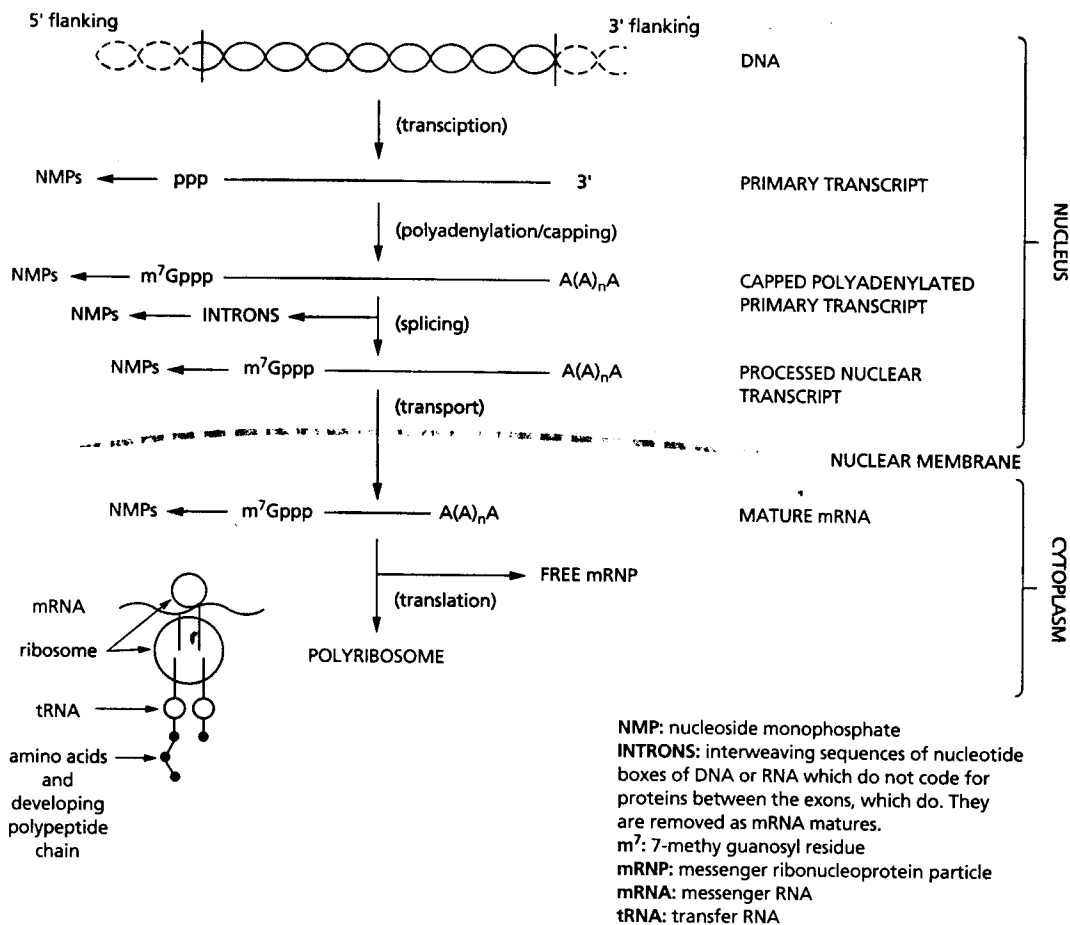 5' flanking
3' flanking
DNA
(transciption)
NMPs ppp 3' PRIMARY TRANSCRIPT
(polyadenylation/capping)
NMPs m⁷Gppp A(A)ₙA CAPPED POLYADENYLATED
PRIMARY TRANSCRIPT
NMPs INTRONS
(splicing)
NMPs m⁷Gppp A(A)ₙA PROCESSED NUCLEAR
TRANSCRIPT
(transport)
NUCLEUS
NUCLEAR MEMBRANE
NMPs m⁷Gppp A(A)ₙA MATURE mRNA
FREE mRNP
(translation)
POLYRIBOSOME
CYTOPLASM
mRNA
ribosome
tRNA
amino acids
and
developing
polypeptide
chain
NMP: nucleoside monophosphate
INTRONS: interweaving sequences of nucleotide
boxes of DNA or RNA which do not code for
proteins between the exons, which do. They
are removed as mRNA matures.
m⁷: 7-methy guanosyl residue
mRNP: messenger ribonucleoprotein particle
mRNA: messenger RNA
tRNA: transfer RNA